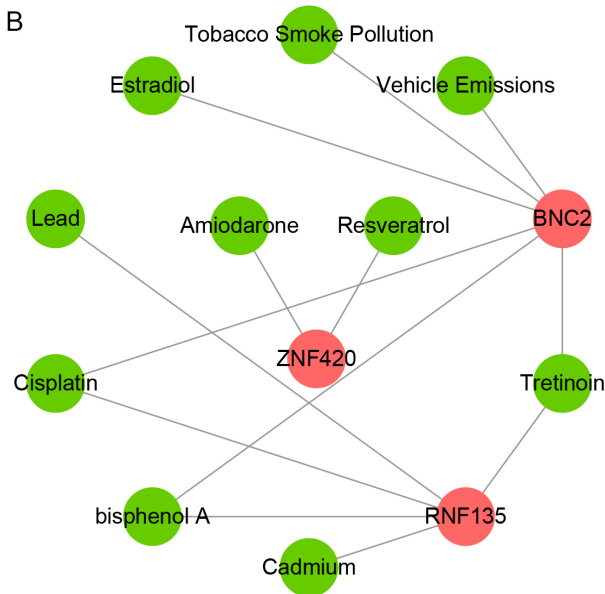 B
Tobacco Smoke Pollution
Estradiol
Vehicle Emissions
Lead
Amiodarone
Resveratrol
BNC2
ZNF420
Cisplatin
Tretinoin
bisphenol A
RNF135
Cadmium